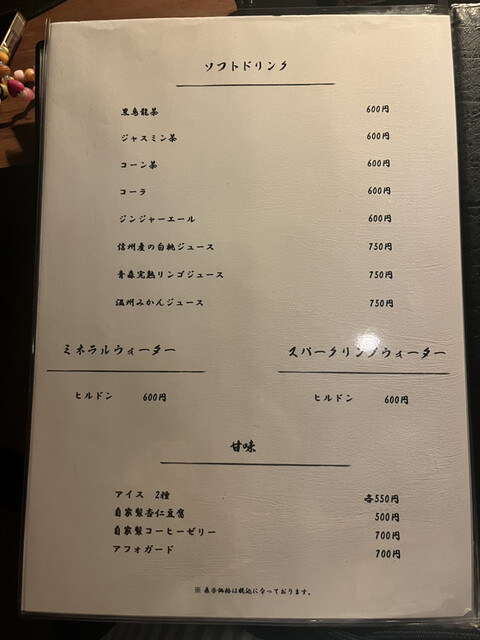 ソフトドリンク
黒烏龍茶 600円
ジャスミン茶 600円
コーン茶 600円
コーラ 600円
ジンジャーエール 600円
信州産の白桃ジュース 750円
青森完熟リンゴジュース 750円
温州みかんジュース 750円
ミネラルウォーター スパークリングウォーター
ヒルドン 600円 ヒルドン 600円
甘味
アイス 2種 各550円
自家製杏仁豆腐 500円
自家製コーヒーゼリー 700円
アフォガード 700円
※ 表示価格は税込になっております。